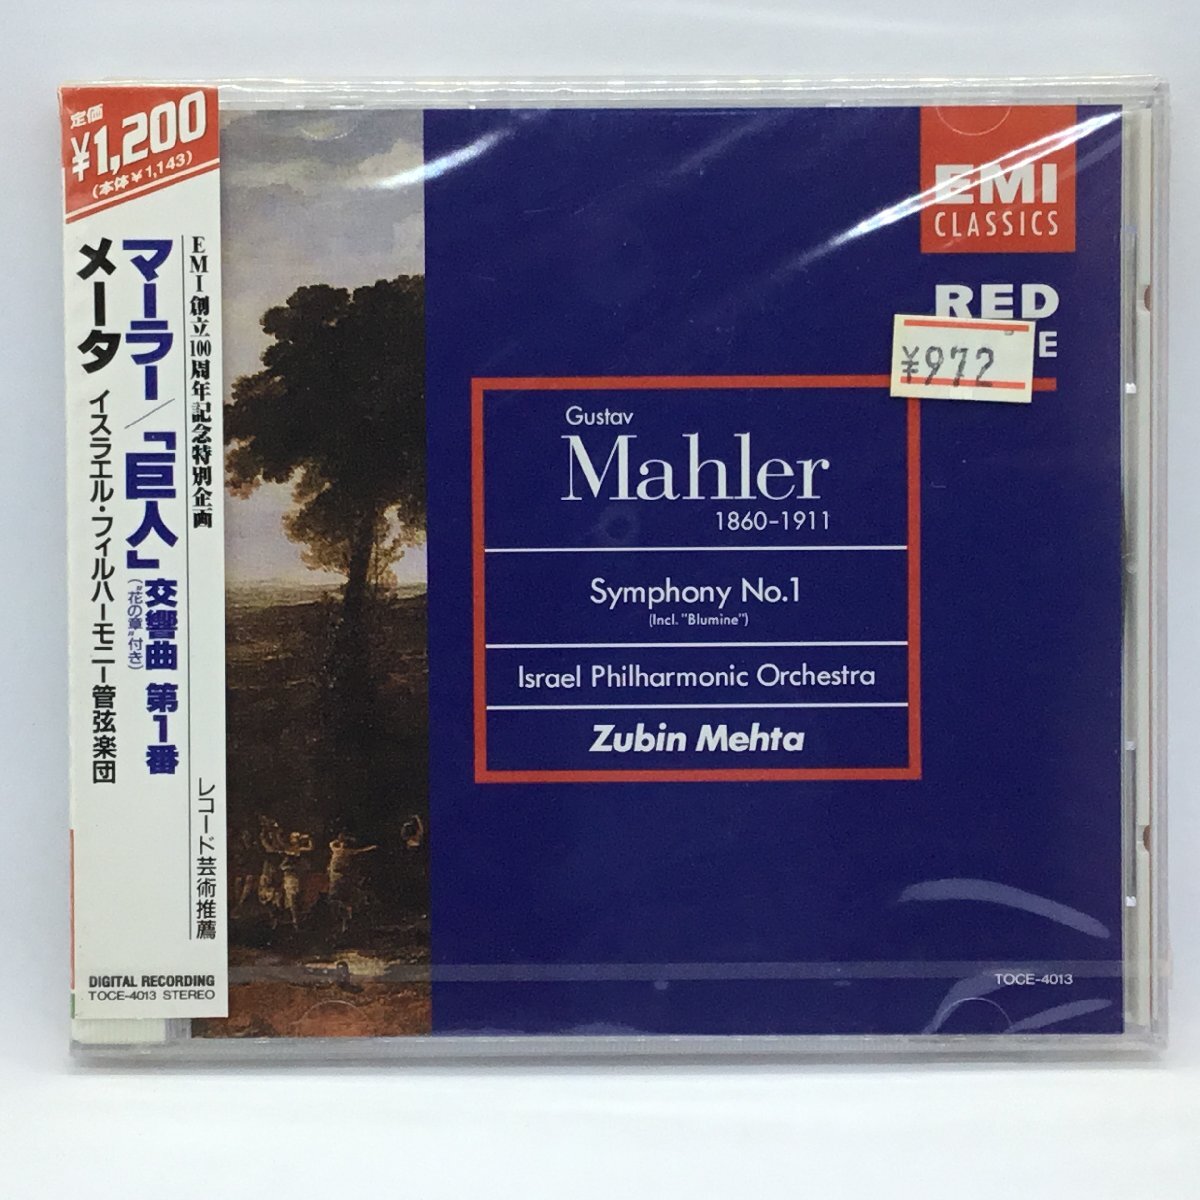 定価
¥1,200
(本体¥1,143)
EMI創立100周年記念特別企画
レコード芸術推薦
マーラー/「巨人」交響曲 第1番
("花の章"付き)
メータ イスラエル・フィルハーモニー管弦楽団
DIGITAL RECORDING
TOCE-4013 STEREO
EMI
CLASSICS
RED
E
¥972
Gustav
Mahler
1860-1911
Symphony No.1
(Incl. "Blumine")
Israel Philharmonic Orchestra
Zubin Mehta
TOCE-4013